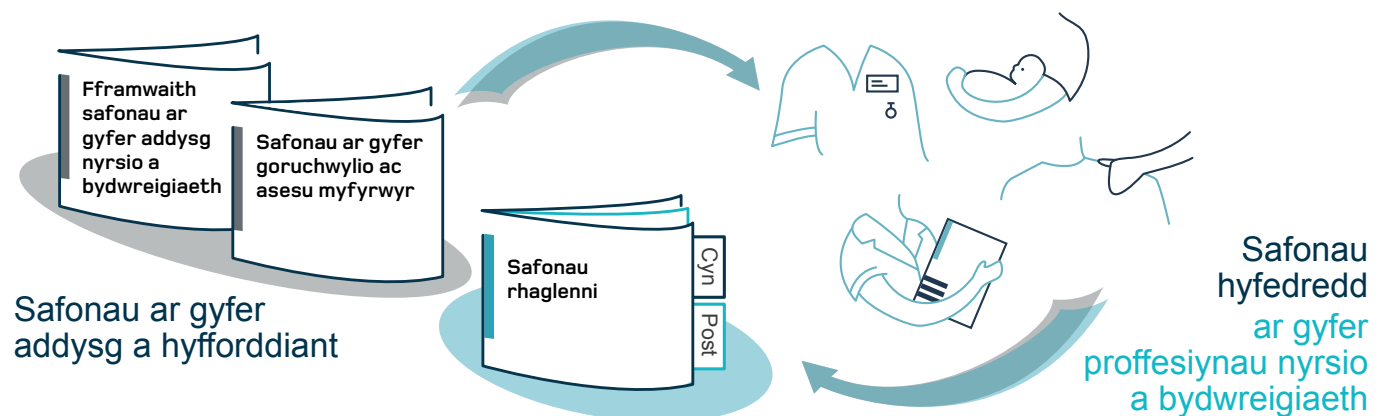 Fframwaith
safonau ar
gyfer addysg
nyrsio a
bydwreigiaeth
Safonau ar gyfer
goruchwylio ac
asesu myfyrwyr
Safonau
rhaglenni
Cyn
Post
Safonau ar gyfer
addysg a hyfforddiant
Safonau
hyfedredd
ar gyfer
proffesiynau nyrsio
a bydwreigiaeth